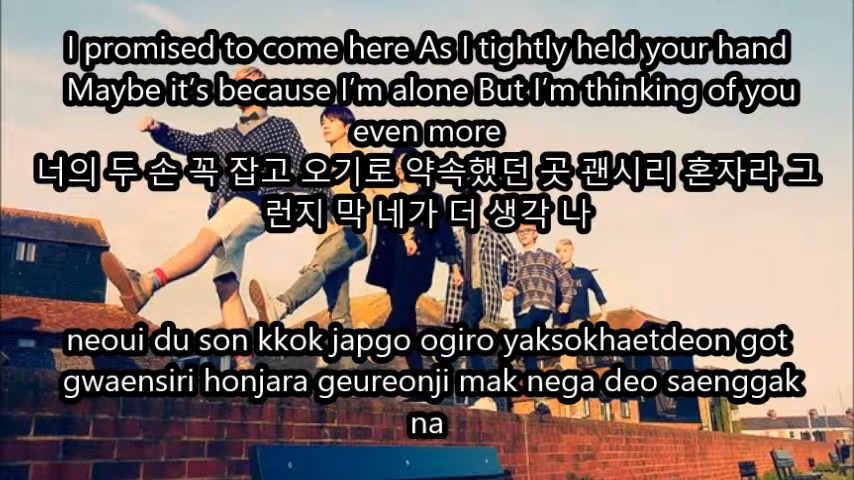 I promised to come here As I tightly held your hand
Maybe it's because I'm alone But I'm thinking of you
even more
너의 두 손 꼭 잡고 오기로 약속했던 곳 괜시리 혼자라 그
런지 막 네가 더 생각 나
neoui du son kkok japgo ogiro yaksokhaetdeon got
gwaensiri honjara geureonji mak nega deo saenggak
na